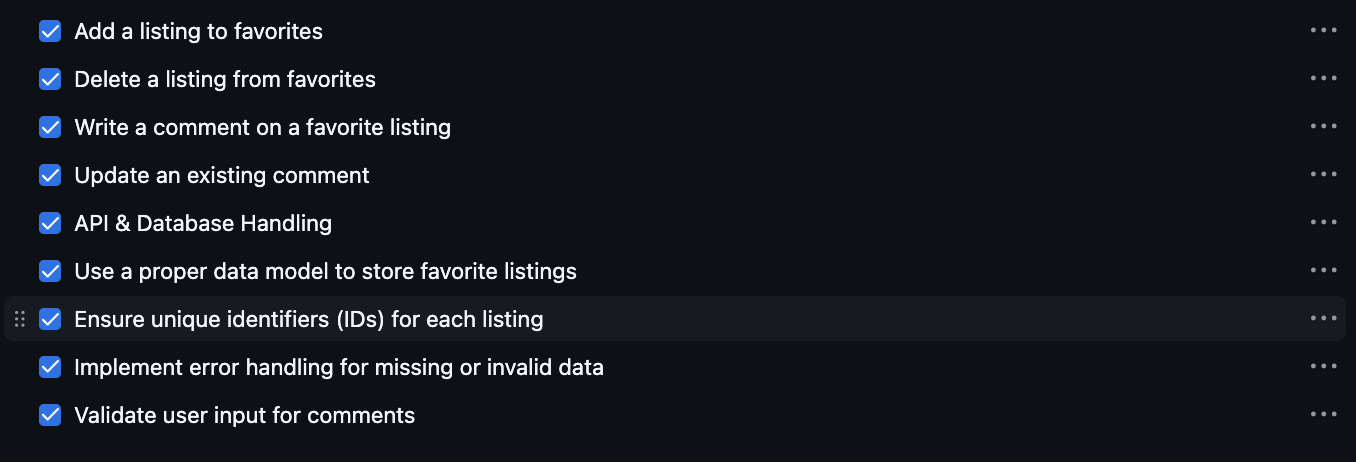 Add a listing to favorites
Delete a listing from favorites
Write a comment on a favorite listing
Update an existing comment
API & Database Handling
Use a proper data model to store favorite listings
Ensure unique identifiers (IDs) for each listing
Implement error handling for missing or invalid data
Validate user input for comments